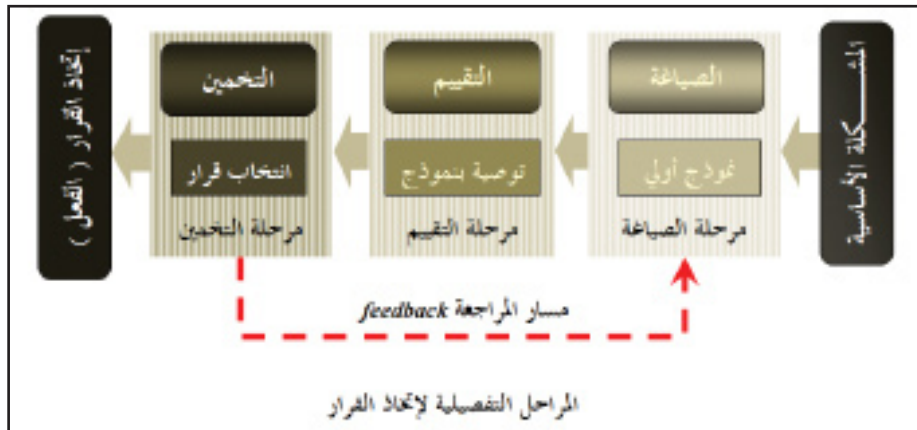 المشكلة الأساسية
الصياغة
نموذج أولي
مرحلة الصياغة
التقييم
توصية بنموذج
مرحلة التقييم
التخمين
انتخاب قرار
مرحلة التخمين
إتخاذ القرار ( الفعل )
مسار المراجعة feedback
المراحل التفصيلية لإتخاذ القرار